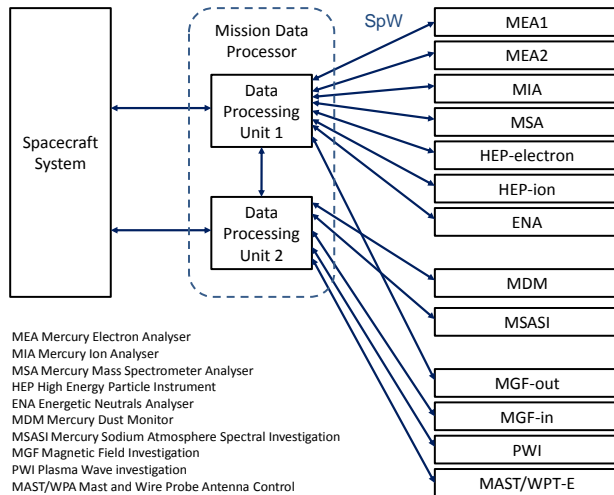 SpW
Mission Data
Processor
Spacecraft
System
Data
Processing
Unit 1
Data
Processing
Unit 2
MEA1
MEA2
MIA
MSA
HEP-electron
HEP-ion
ENA
MDM
MSASI
MGF-out
MGF-in
PWI
MAST/WPT-E
MEA Mercury Electron Analyser
MIA Mercury Ion Analyser
MSA Mercury Mass Spectrometer Analyser
HEP High Energy Particle Instrument
ENA Energetic Neutrals Analyser
MDM Mercury Dust Monitor
MSASI Mercury Sodium Atmosphere Spectral Investigation
MGF Magnetic Field Investigation
PWI Plasma Wave investigation
MAST/WPA Mast and Wire Probe Antenna Control